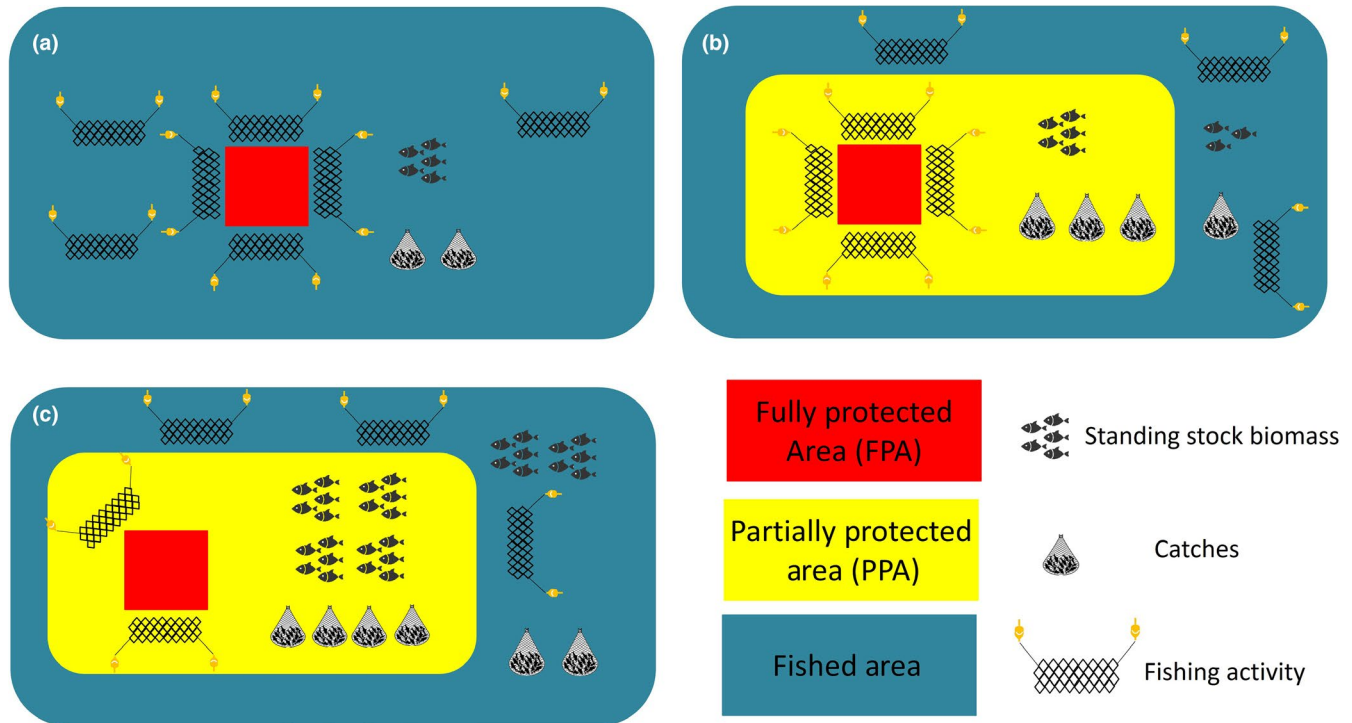 (a)
(b)
(c)
Fully protected
Area (FPA)
Standing stock biomass
Partially protected
area (PPA)
Catches
Fished area
Fishing activity